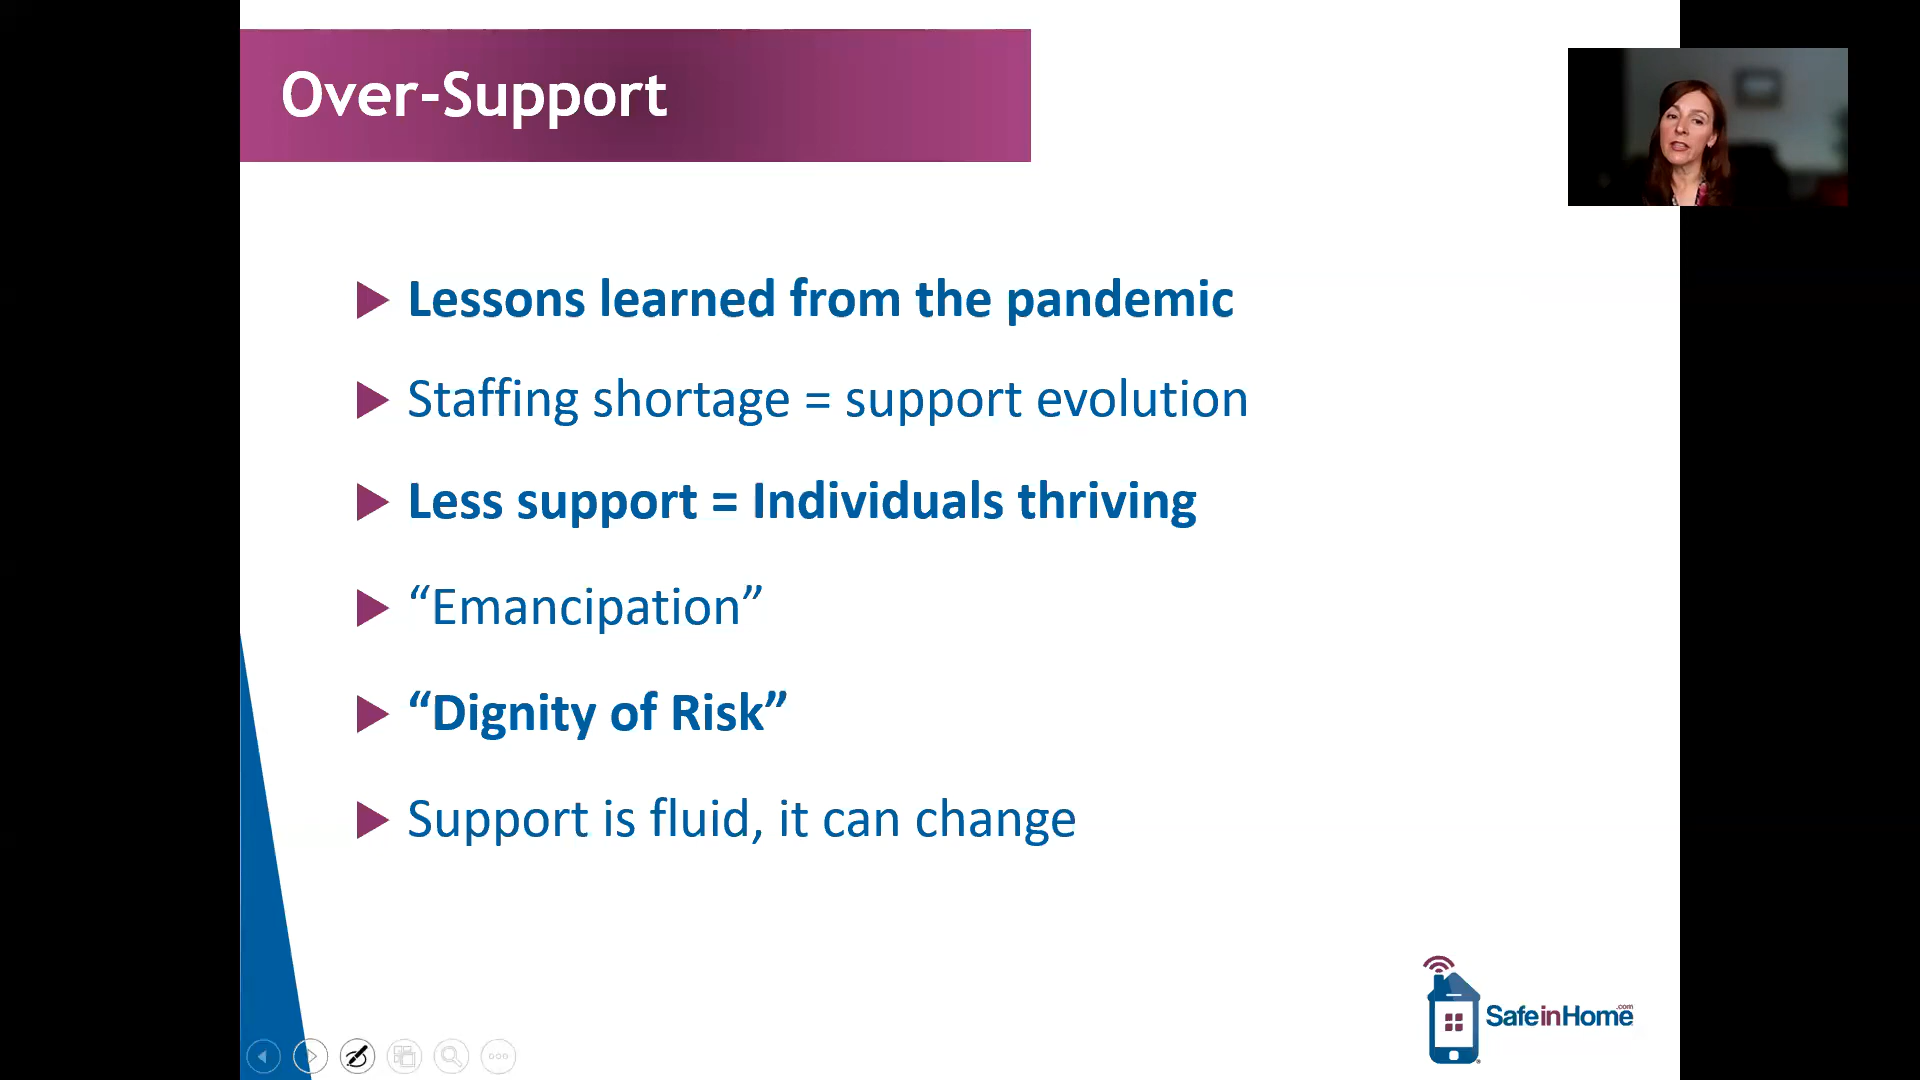 Over-Support
Lessons learned from the pandemic
Staffing shortage = support evolution
Less support = Individuals thriving
“Emancipation”
“Dignity of Risk”
Support is fluid, it can change
SafeinHome.com